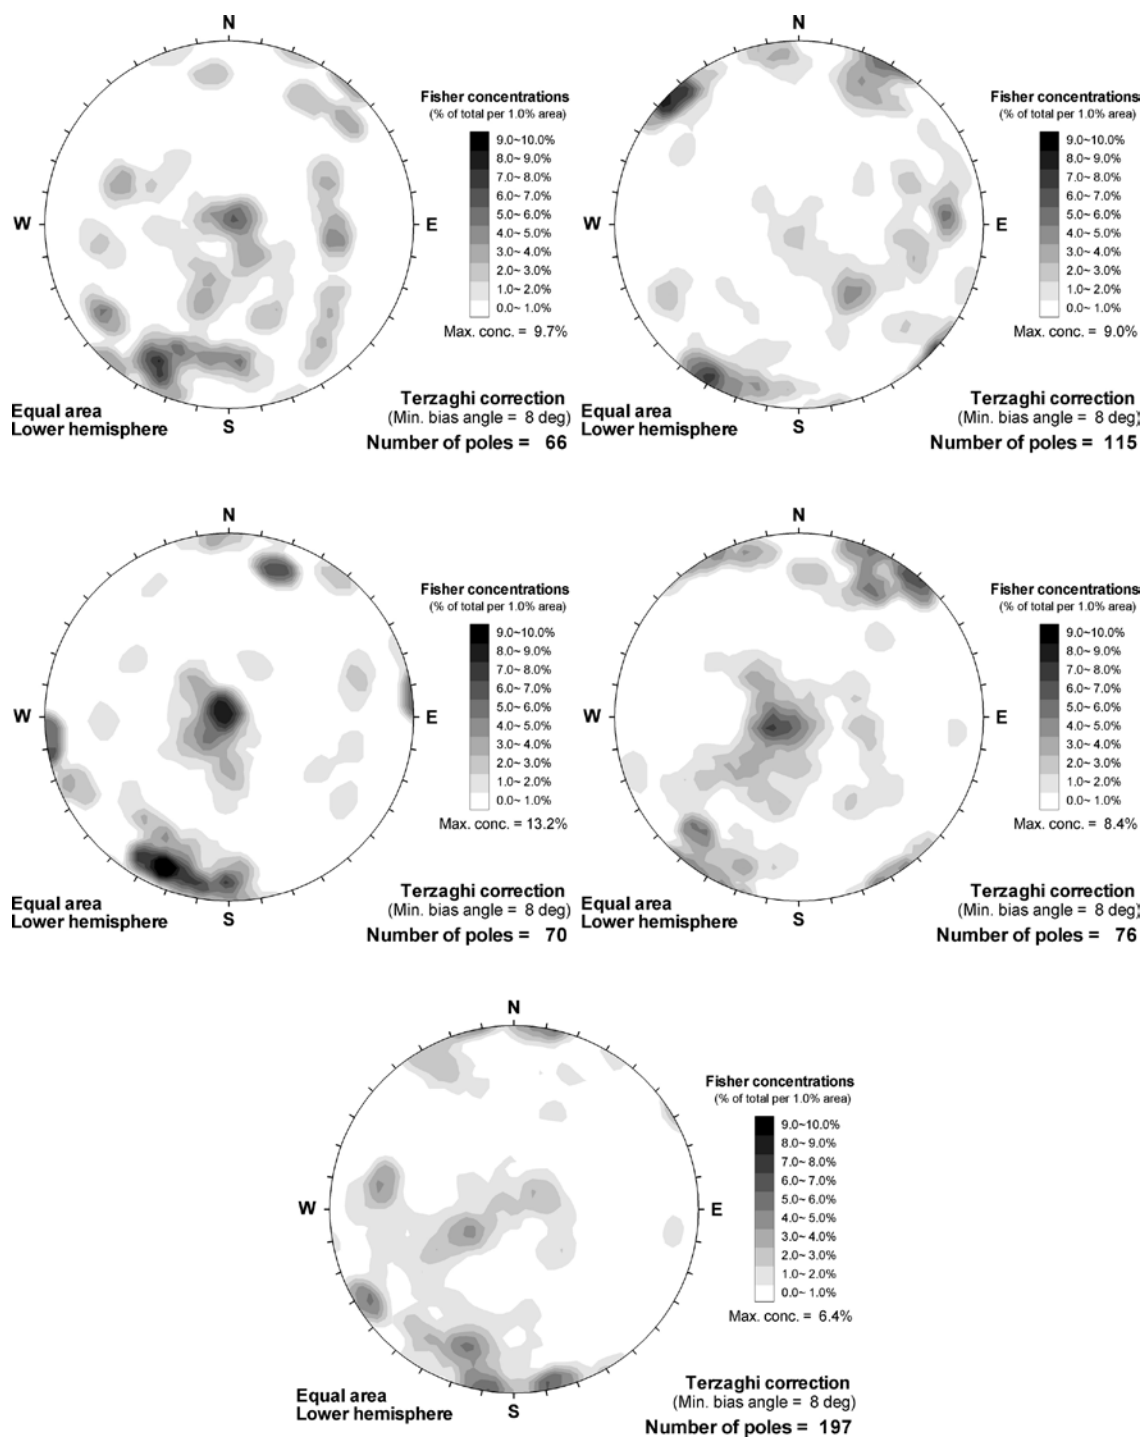 N
W
E
S
Fisher concentrations
(% of total per 1.0% area)
9.0~10.0%
8.0~ 9.0%
7.0~ 8.0%
6.0~ 7.0%
5.0~ 6.0%
4.0~ 5.0%
3.0~ 4.0%
2.0~ 3.0%
1.0~ 2.0%
0.0~ 1.0%
Max. conc. = 9.7%
Equal area
Lower hemisphere
Terzaghi correction
(Min. bias angle = 8 deg)
Number of poles = 66
N
W
E
S
Fisher concentrations
(% of total per 1.0% area)
9.0~10.0%
8.0~ 9.0%
7.0~ 8.0%
6.0~ 7.0%
5.0~ 6.0%
4.0~ 5.0%
3.0~ 4.0%
2.0~ 3.0%
1.0~ 2.0%
0.0~ 1.0%
Max. conc. = 9.0%
Equal area
Lower hemisphere
Terzaghi correction
(Min. bias angle = 8 deg)
Number of poles = 115
N
W
E
S
Fisher concentrations
(% of total per 1.0% area)
9.0~10.0%
8.0~ 9.0%
7.0~ 8.0%
6.0~ 7.0%
5.0~ 6.0%
4.0~ 5.0%
3.0~ 4.0%
2.0~ 3.0%
1.0~ 2.0%
0.0~ 1.0%
Max. conc. = 13.2%
Equal area
Lower hemisphere
Terzaghi correction
(Min. bias angle = 8 deg)
Number of poles = 70
N
W
E
S
Fisher concentrations
(% of total per 1.0% area)
9.0~10.0%
8.0~ 9.0%
7.0~ 8.0%
6.0~ 7.0%
5.0~ 6.0%
4.0~ 5.0%
3.0~ 4.0%
2.0~ 3.0%
1.0~ 2.0%
0.0~ 1.0%
Max. conc. = 8.4%
Equal area
Lower hemisphere
Terzaghi correction
(Min. bias angle = 8 deg)
Number of poles = 76
N
W
E
S
Fisher concentrations
(% of total per 1.0% area)
9.0~10.0%
8.0~ 9.0%
7.0~ 8.0%
6.0~ 7.0%
5.0~ 6.0%
4.0~ 5.0%
3.0~ 4.0%
2.0~ 3.0%
1.0~ 2.0%
0.0~ 1.0%
Max. conc. = 6.4%
Equal area
Lower hemisphere
Terzaghi correction
(Min. bias angle = 8 deg)
Number of poles = 197